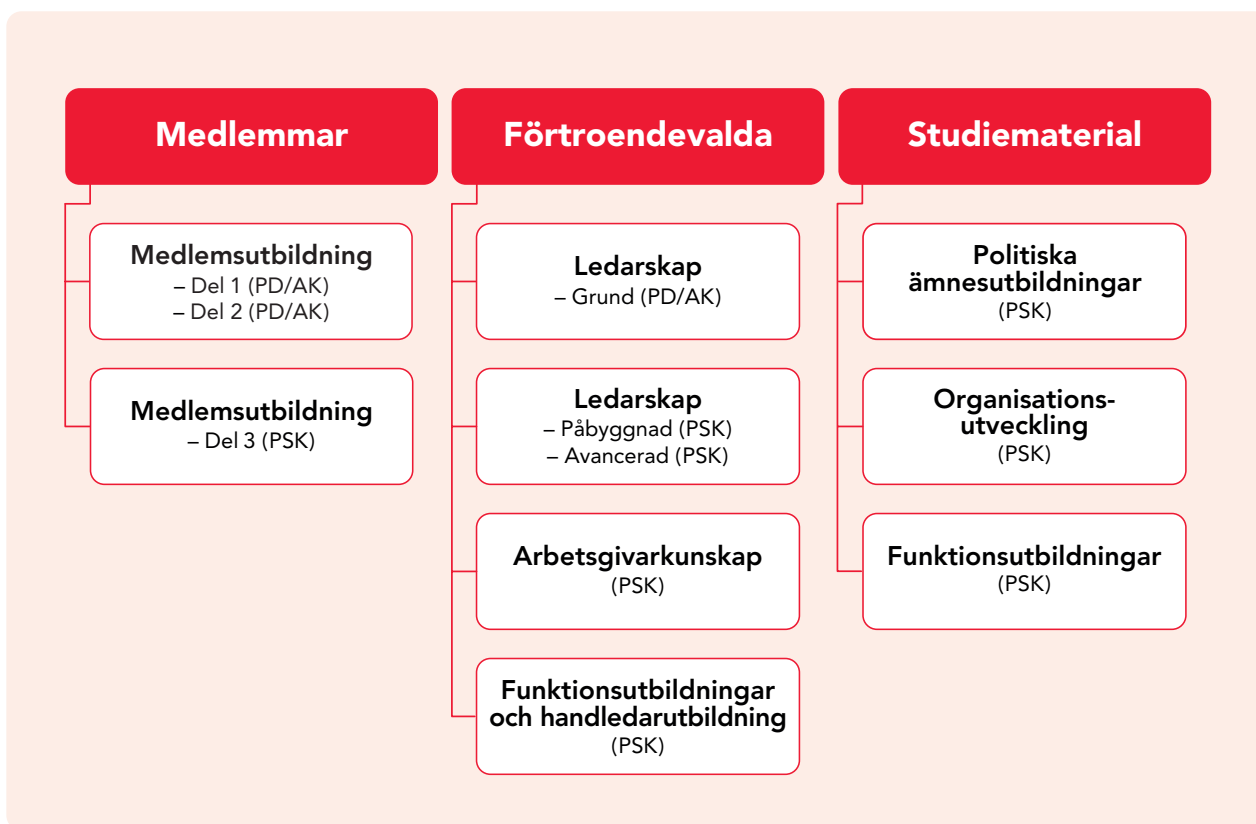 Medlemmar
Medlemsutbildning
– Del 1 (PD/AK)
– Del 2 (PD/AK)
Medlemsutbildning
– Del 3 (PSK)
Förtroendevalda
Ledarskap
– Grund (PD/AK)
Ledarskap
– Påbyggnad (PSK)
– Avancerad (PSK)
Arbetsgivarkunskap
(PSK)
Funktionsutbildningar
och handledarutbildning
(PSK)
Studiematerial
Politiska
ämnesutbildningar
(PSK)
Organisations-
utveckling
(PSK)
Funktionsutbildningar
(PSK)